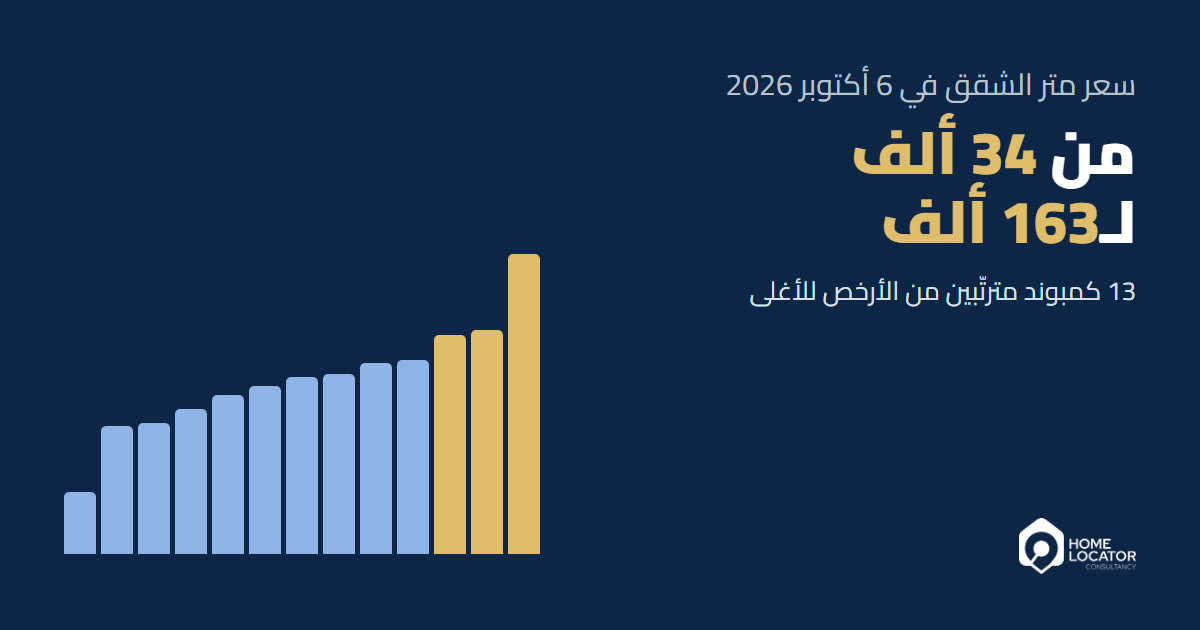 سعر متر الشقق في 6 أكتوبر 2026
من 34 ألف
لـ163 ألف
13 كمبوند مترتّبين من الأرخص للأغلى
HOME
LOCATOR
CONSULTANCY